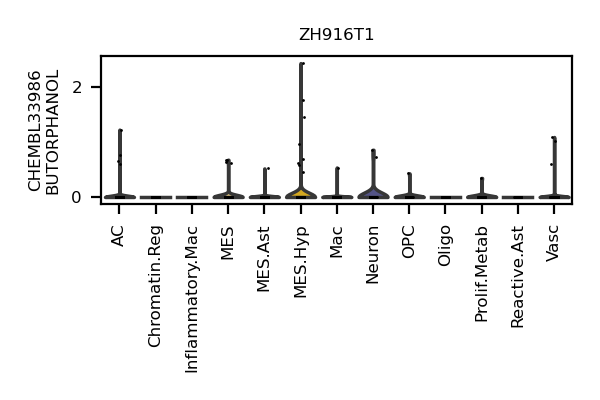 ZH916T1
CHEMBL33986
BUTORPHANOL
2
0
AC
Chromatin.Reg
Inflammatory.Mac
MES
MES.Ast
MES.Hyp
Mac
Neuron
OPC
Oligo
Prolif.Metab
Reactive.Ast
Vasc